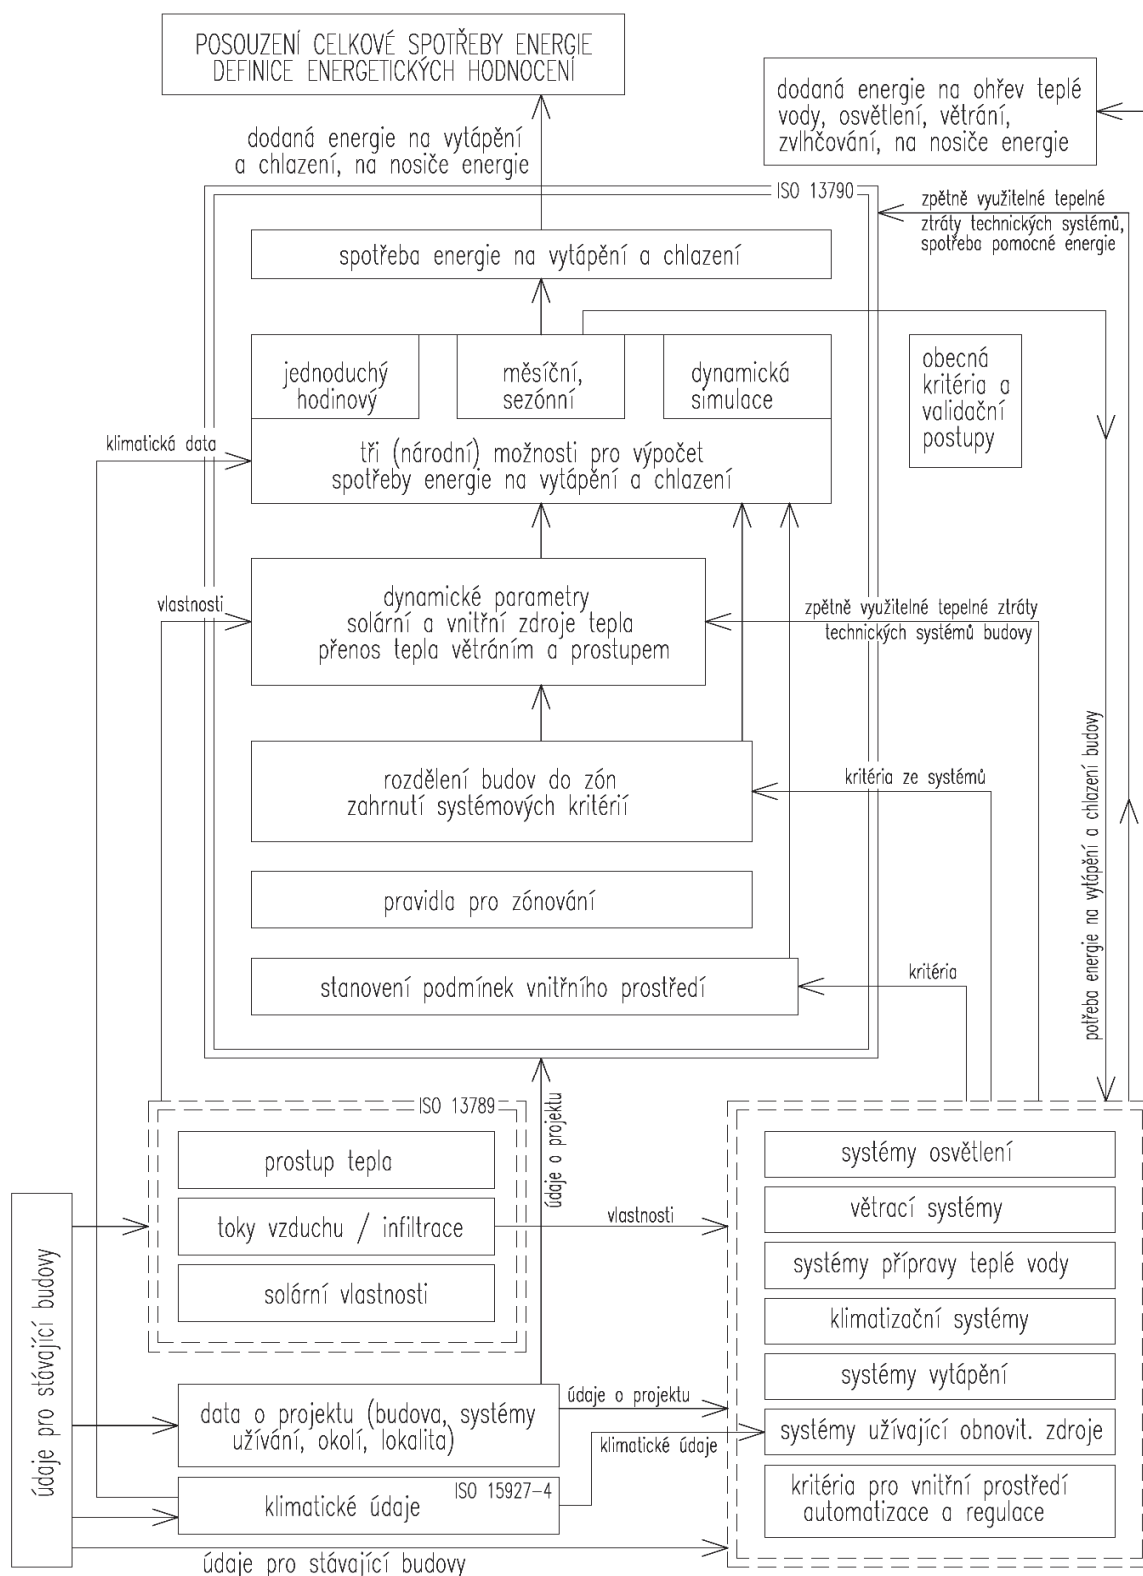 POSOUZENÍ CELKOVÉ SPOTŘEBY ENERGIE
DEFINICE ENERGETICKÝCH HODNOCENÍ
dodaná energie na ohřev teplé
vody, osvětlení, větrání,
zvlhčování, na nosiče energie
dodaná energie na vytápění
a chlazení, na nosiče energie
ISO 13790
zpětně využitelné tepelné
ztráty technických systémů,
spotřeba pomocné energie
spotřeba energie na vytápění a chlazení
jednoduchý
hodinový
měsíční,
sezónní
dynamická
simulace
obecná
kritéria a
validační
postupy
klimatická data
tři (národní) možnosti pro výpočet
spotřeby energie na vytápění a chlazení
vlastnosti
dynamické parametry
solární a vnitřní zdroje tepla
přenos tepla větráním a prostupem
zpětně využitelné tepelné ztráty
technických systémů budovy
rozdělení budov do zón
zahrnutí systémových kritérií
kritéria ze systémů
potřeba energie na vytápění a chlazení budovy
pravidla pro zónování
stanovení podmínek vnitřního prostředí
kritéria
ISO 13789
prostup tepla
toky vzduchu / infiltrace
solární vlastnosti
údaje o projektu
vlastnosti
systémy osvětlení
větrací systémy
systémy přípravy teplé vody
klimatizační systémy
systémy vytápění
systémy užívající obnovit. zdroje
kritéria pro vnitřní prostředí
automatizace a regulace
údaje pro stávající budovy
data o projektu (budova, systémy
užívání, okolí, lokalita)
údaje o projektu
klimatické údaje
ISO 15927-4
klimatické údaje
údaje pro stávající budovy